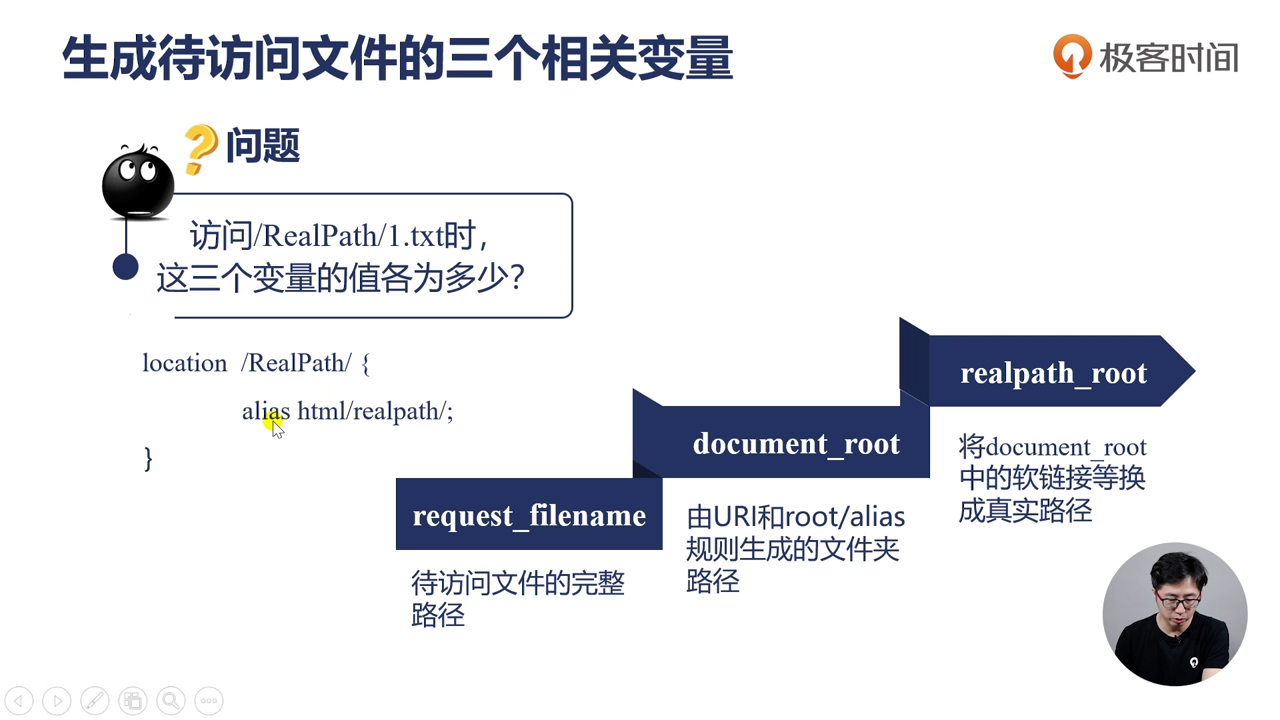 生成待访问文件的三个相关变量
极客时间
问题
访问/RealPath/1.txt时，
这三个变量的值各为多少？
location /RealPath/ {
alias html/realpath/;
}
request_filename
待访问文件的完整
路径
document_root
由URI和root/alias
规则生成的文件夹
路径
realpath_root
将document_root
中的软链接等换
成真实路径